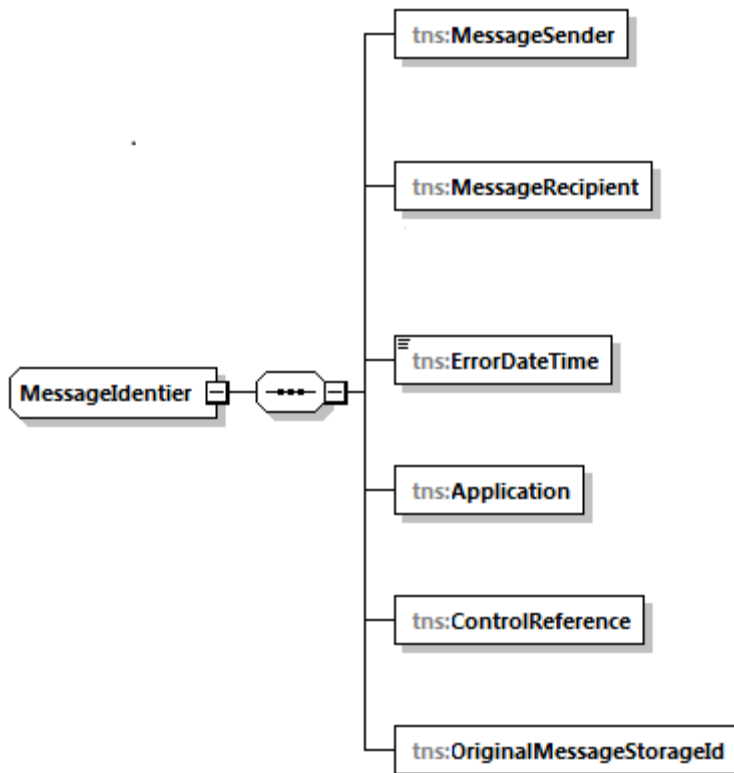 tns:MessageSender
tns:MessageRecipient
tns:ErrorDateTime
MessageIdentier
tns:Application
tns:ControlReference
tns:OriginalMessageStorageId